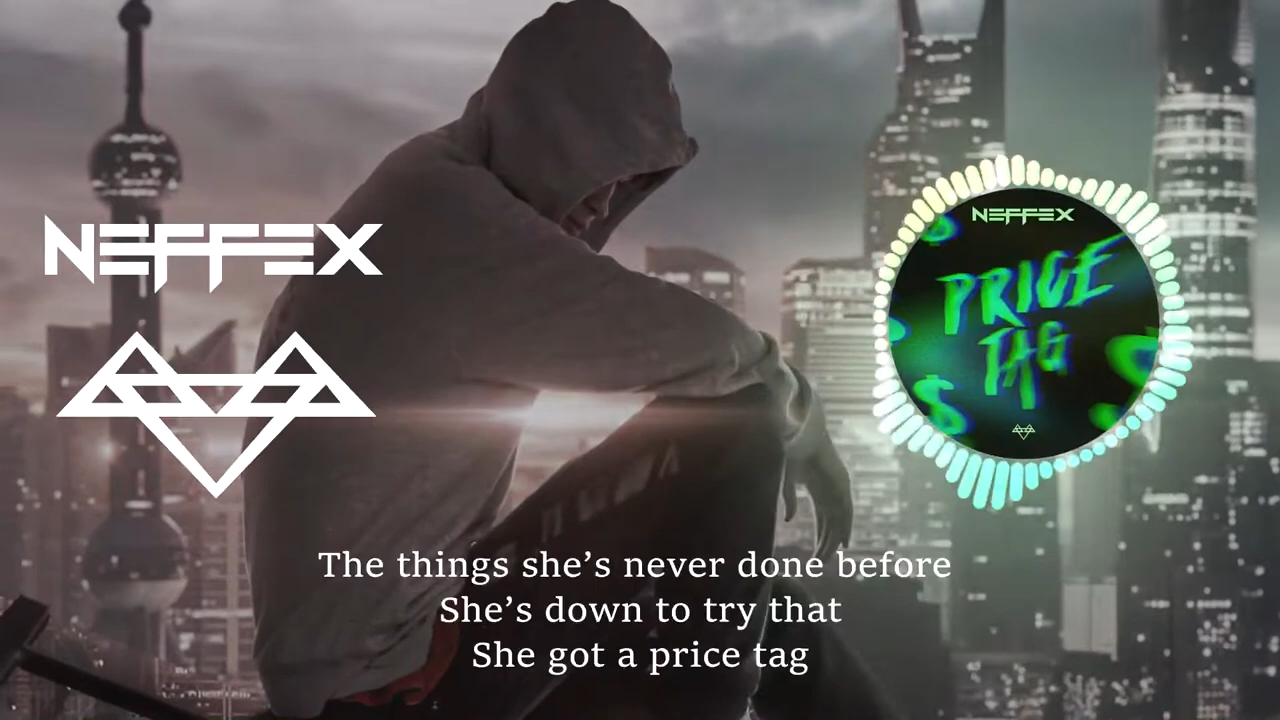 NEFFEX
NEFFEX
PRICE
TAG
The things she's never done before
She's down to try that
She got a price tag